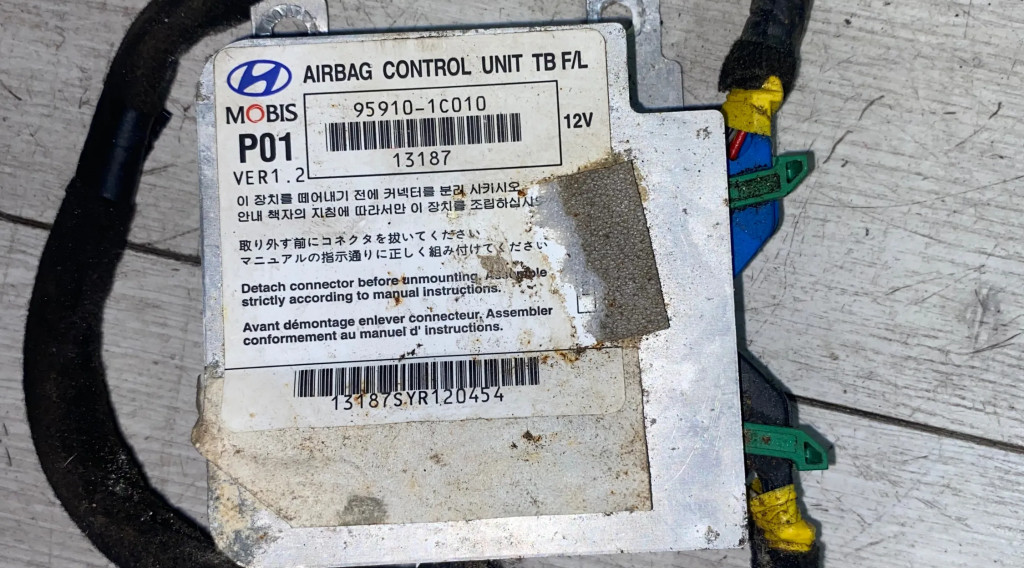 AIRBAG CONTROL UNIT TB F/L
MOBIS
95910-1C010
12V
P01
13187
VER1.2
이 장치를 떼어내기 전에 커넥터를 분리 시키시오
안내 책자의 지침에 따라서만 이 장치를 조립하십시오
取り外す前にコネクタを抜いてください
マニュアルの指示通りに正しく組み付けてください
Detach connector before unmounting. Assemble
strictly according to manual instructions.
Avant démontage enlever connecteur. Assembler
conformement au manuel d' instructions.
13187SYR120454